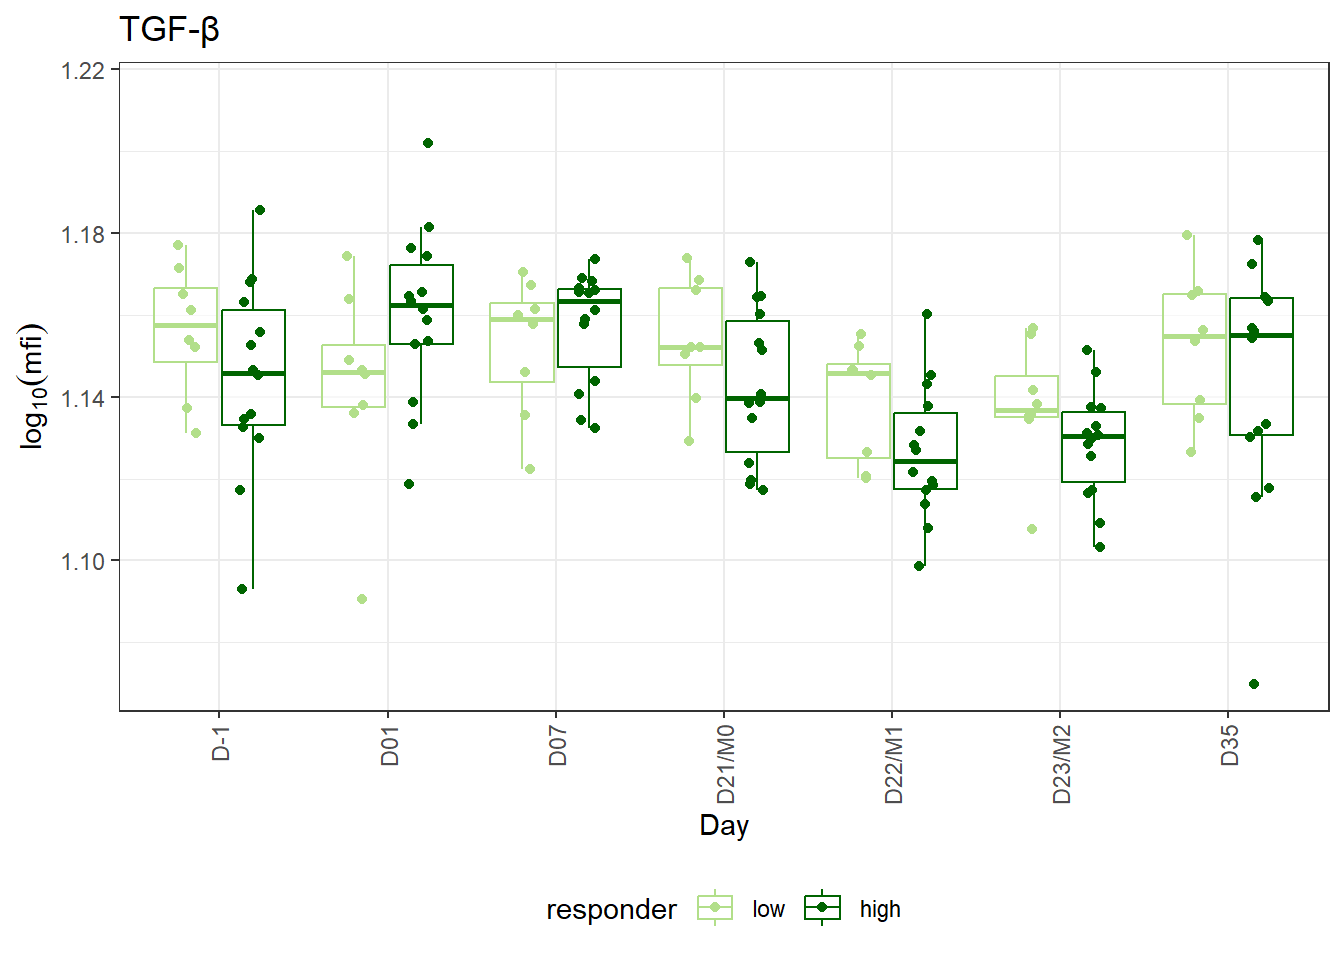 TGF-β
1.22
1.18
1.14
1.10
log10(mfi)
D-1
D01
D07
D21/M0
D22/M1
D23/M2
D35
Day
responder low high